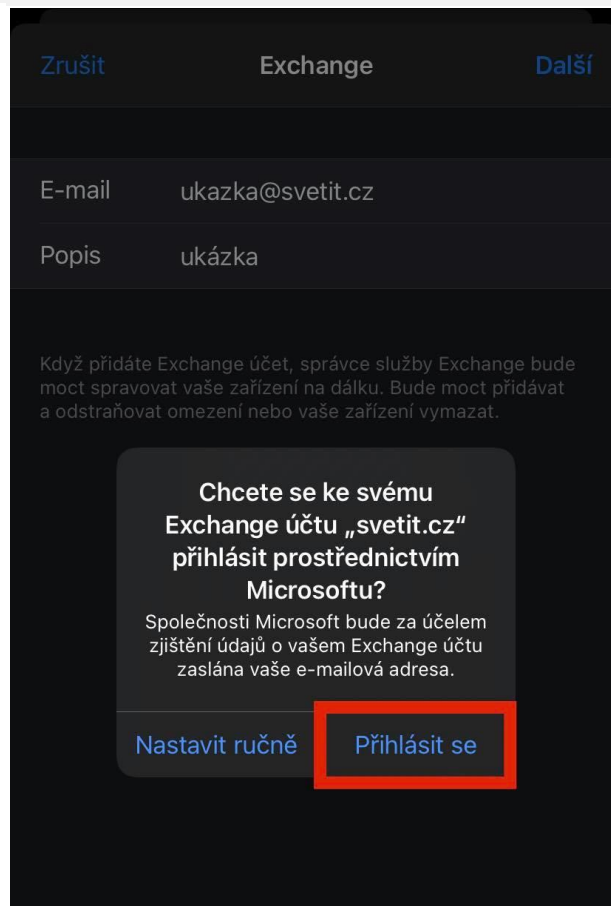 Zrušit Exchange Další
E-mail ukazka@svetit.cz
Popis ukázka
Když přidáte Exchange účet, správce služby Exchange bude
moct spravovat vaše zařízení na dálku. Bude moct přidávat
a odstraňovat omezení nebo vaše zařízení vymazat.
Chcete se ke svému
Exchange účtu „svetit.cz“
přihlásit prostřednictvím
Microsoftu?
Společnosti Microsoft bude za účelem
zjištění údajů o vašem Exchange účtu
zaslána vaše e-mailová adresa.
Nastavit ručně Přihlásit se